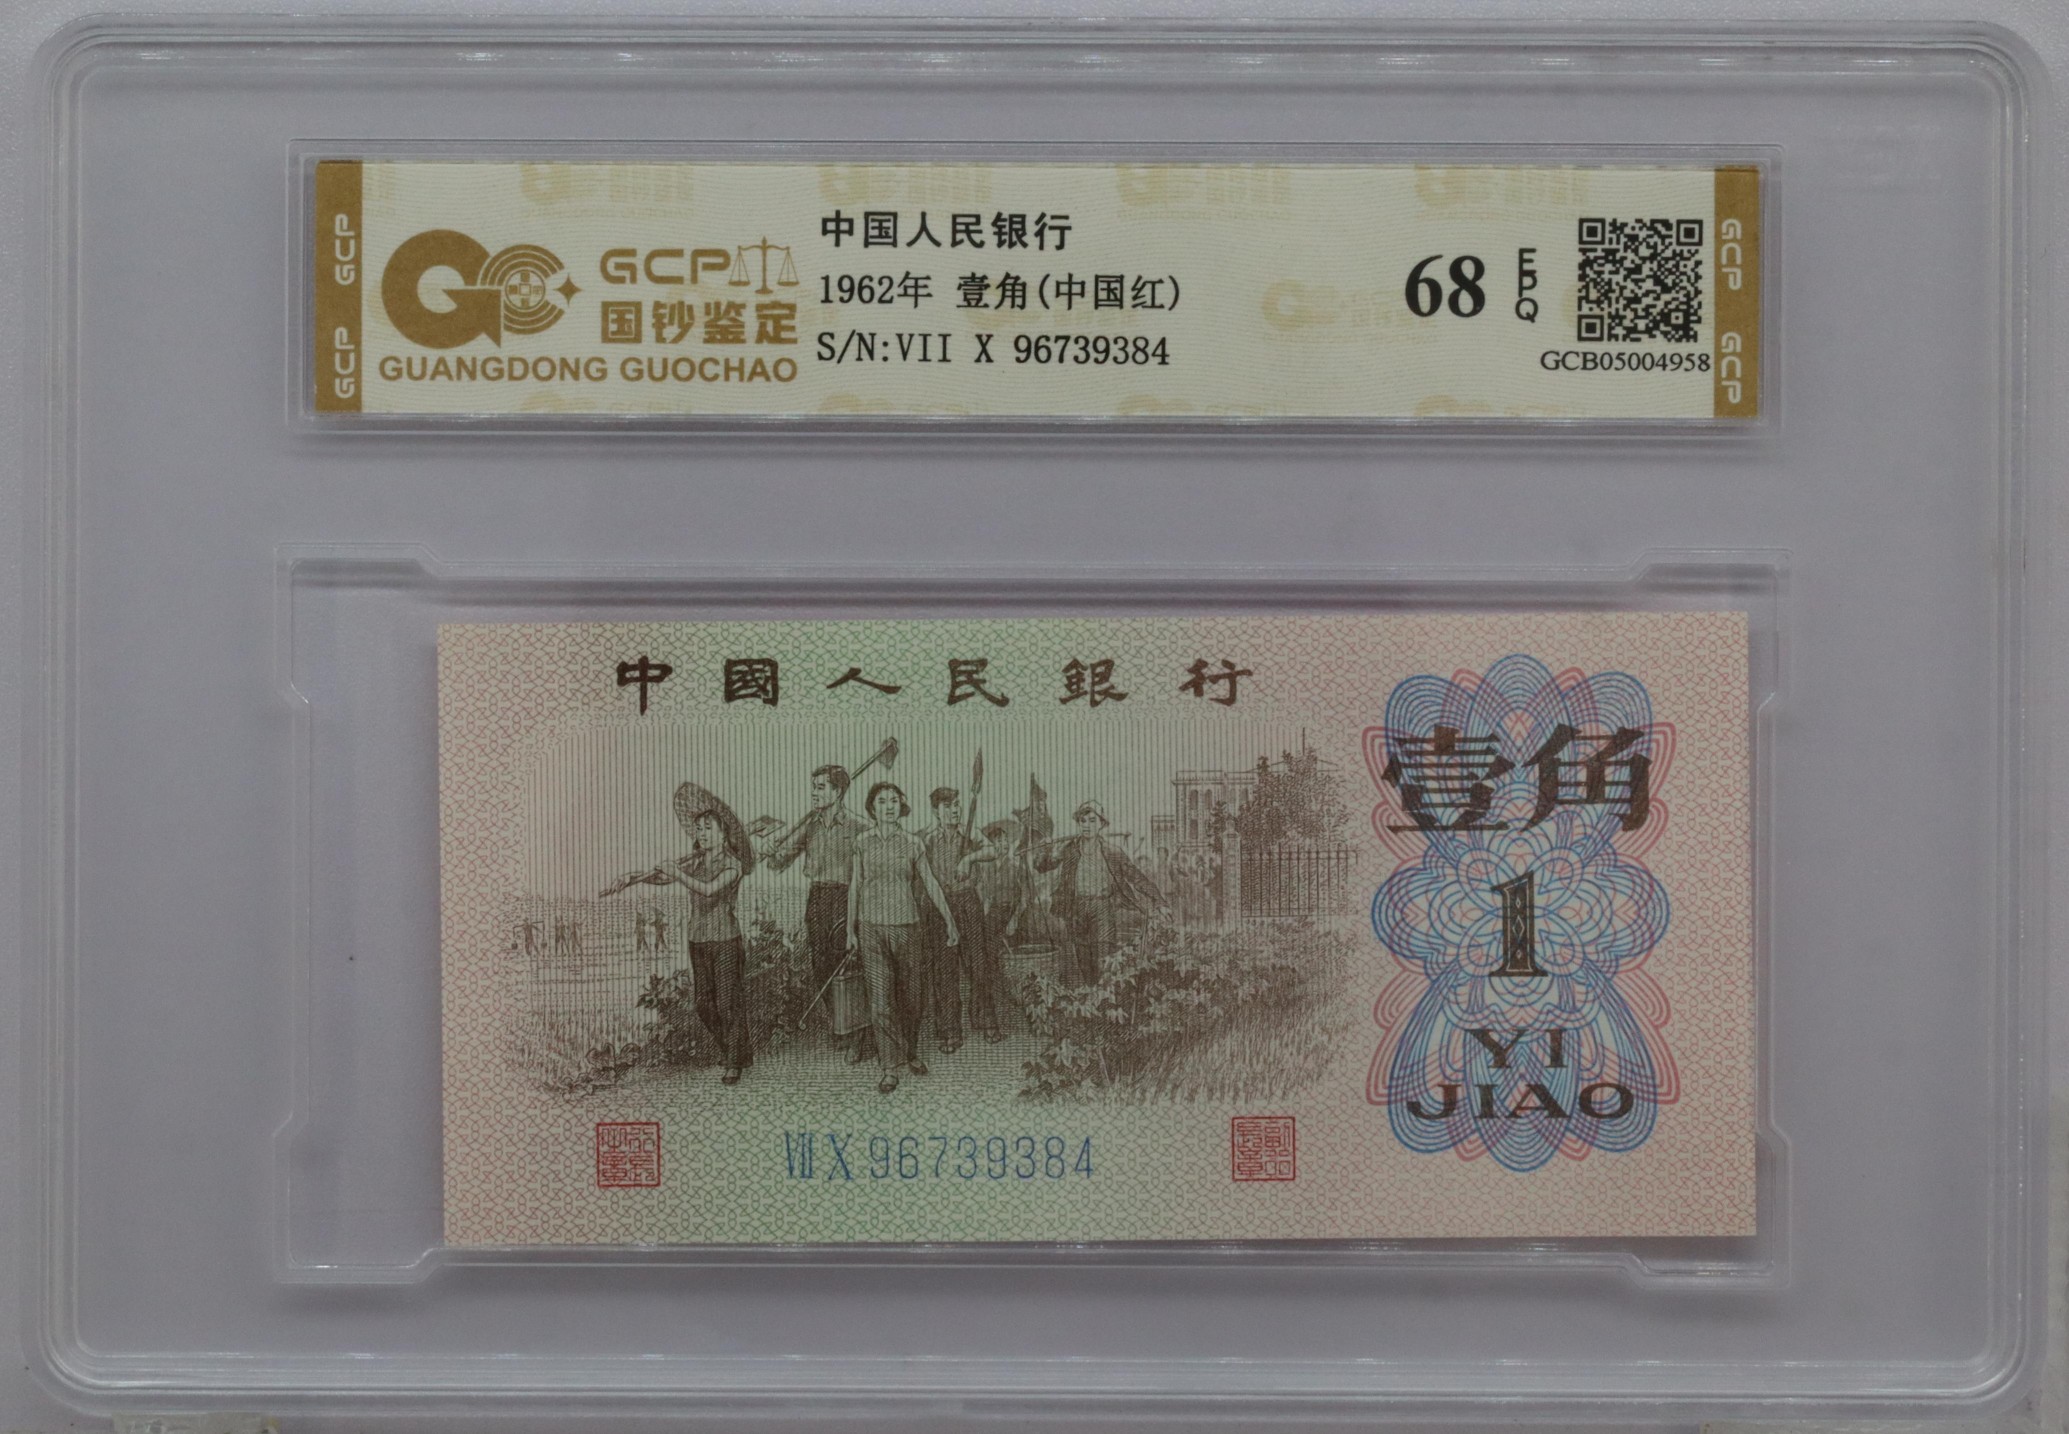 GCP
GCP
GCP
国钞鉴定
GUANGDONG GUOCHAO
中国人民银行
1962年 壹角(中国红)
S/N:VII X 96739384
68
EPQ
GCB05004958
GCP
GCP
中國人民銀行
壹角
1
YI
JIAO
VII X 96739384